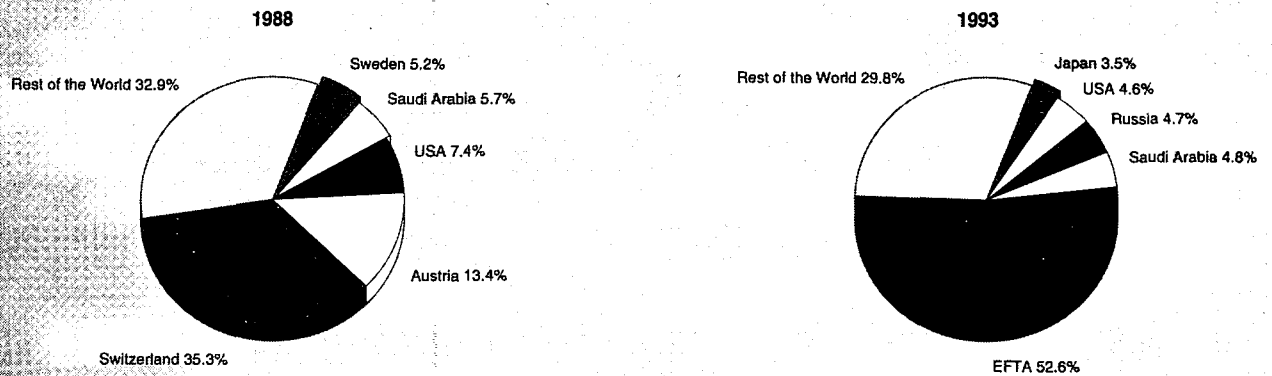 1988
Sweden 5.2%
Rest of the World 32.9%
Saudi Arabia 5.7%
USA 7.4%
Austria 13.4%
Switzerland 35.3%
1993
Japan 3.5%
Rest of the World 29.8%
USA 4.6%
Russia 4.7%
Saudi Arabia 4.8%
EFTA 52.6%